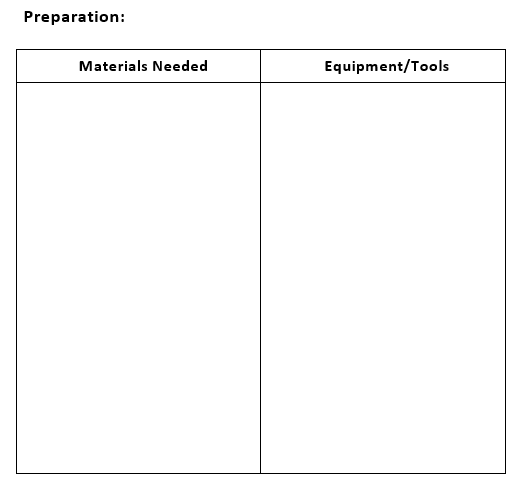 Preparation:
Materials Needed
Equipment/Tools